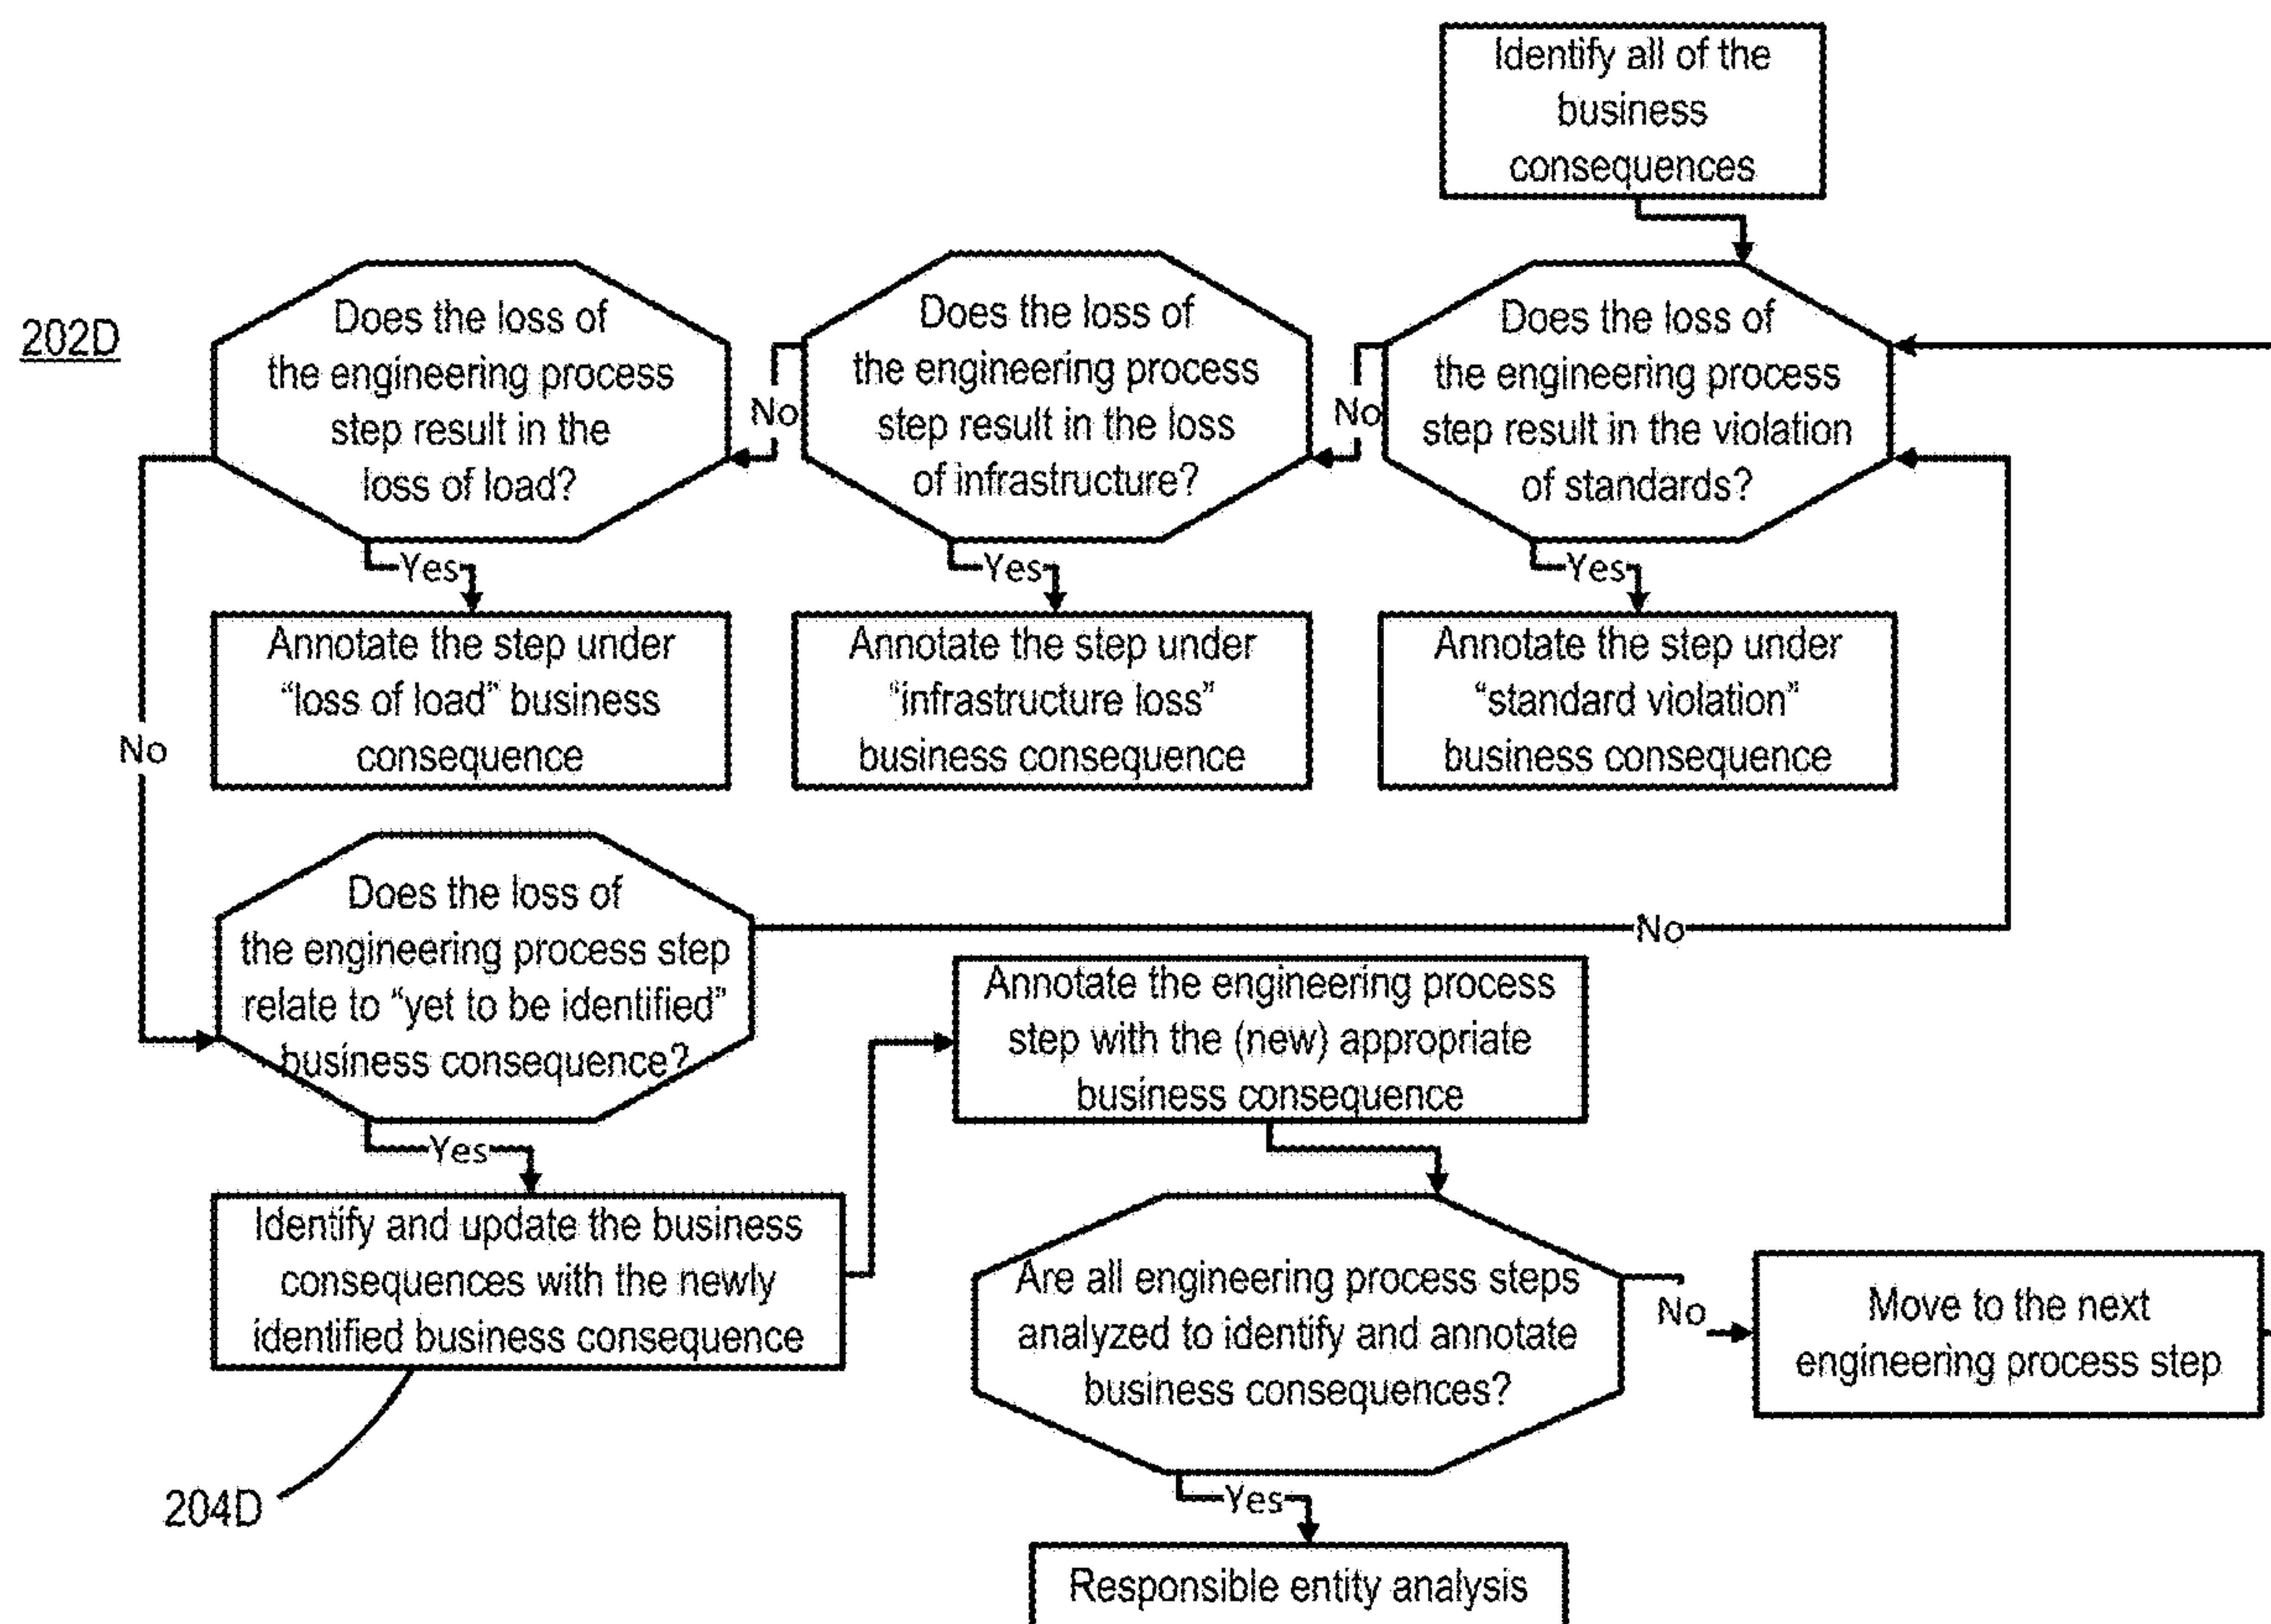 Identify all of the
business
consequences
202D
Does the loss of
the engineering process
step result in the
loss of load?
No
Does the loss of
the engineering process
step result in the loss
of infrastructure?
No
Does the loss of
the engineering process
step result in the violation
of standards?
Yes
Yes
Yes
Annotate the step under
“loss of load” business
consequence
Annotate the step under
“infrastructure loss”
business consequence
Annotate the step under
“standard violation”
business consequence
No
Does the loss of
the engineering process step
relate to “yet to be identified”
business consequence?
No
Annotate the engineering process
step with the (new) appropriate
business consequence
Yes
Identify and update the business
consequences with the newly
identified business consequence
Are all engineering process steps
analyzed to identify and annotate
business consequences?
No
Move to the next
engineering process step
204D
Yes
Responsible entity analysis